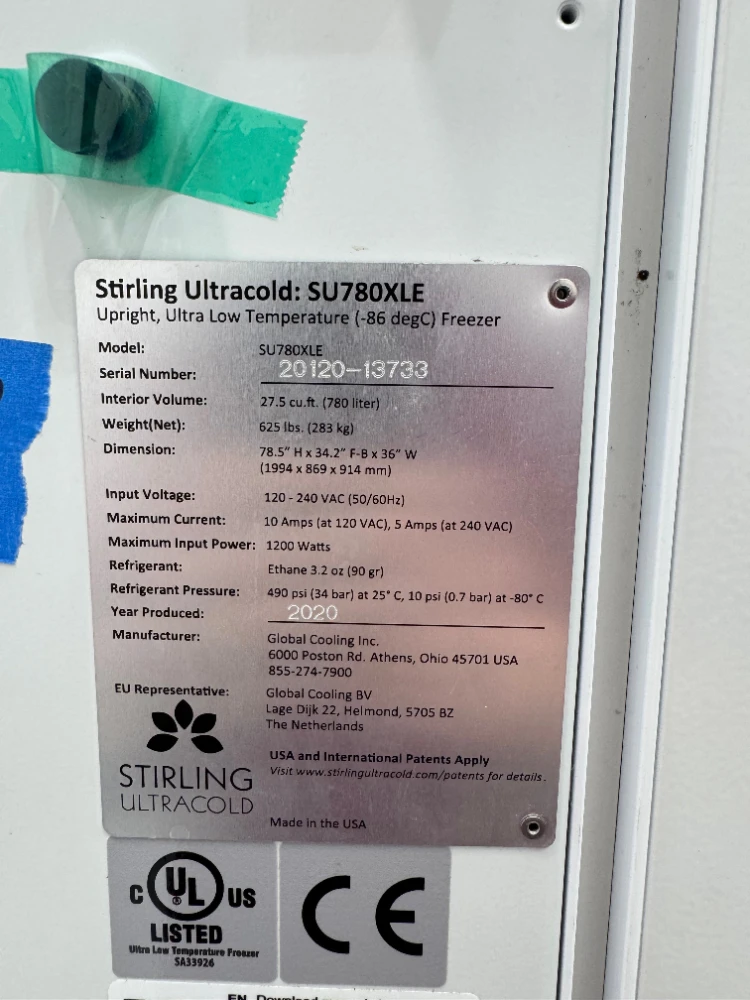 Stirling Ultracold: SU780XLE
Upright, Ultra Low Temperature (-86 degC) Freezer
Model: SU780XLE
Serial Number: 20120-13733
Interior Volume: 27.5 cu.ft. (780 liter)
Weight(Net): 625 lbs. (283 kg)
Dimension: 78.5" H x 34.2" F-B x 36" W
(1994 x 869 x 914 mm)
Input Voltage: 120 - 240 VAC (50/60Hz)
Maximum Current: 10 Amps (at 120 VAC), 5 Amps (at 240 VAC)
Maximum Input Power: 1200 Watts
Refrigerant: Ethane 3.2 oz (90 gr)
Refrigerant Pressure: 490 psi (34 bar) at 25° C, 10 psi (0.7 bar) at -80° C
Year Produced: 2020
Manufacturer: Global Cooling Inc.
6000 Poston Rd. Athens, Ohio 45701 USA
855-274-7900
EU Representative: Global Cooling BV
Lage Dijk 22, Helmond, 5705 BZ
The Netherlands
USA and International Patents Apply
Visit www.stirlingultracold.com/patents for details.
STIRLING
ULTRACOLD
Made in the USA
C UL US
®
LISTED
Ultra Low Temperature Freezer
SA33926
CE
EN